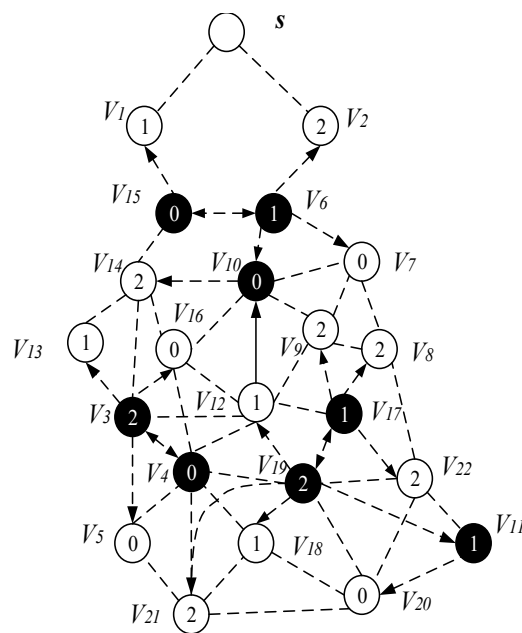 s
V1 1 2 V2
V15 0 1 V6
V14 2 V10 0 0 V7
V16
V13 1 0 V9 2 2 V8
V3 2 V12 1 1 V17
V4 0 V19 2 2 V22
V5 0 1 V18 1 V11
V21 2 0 V20